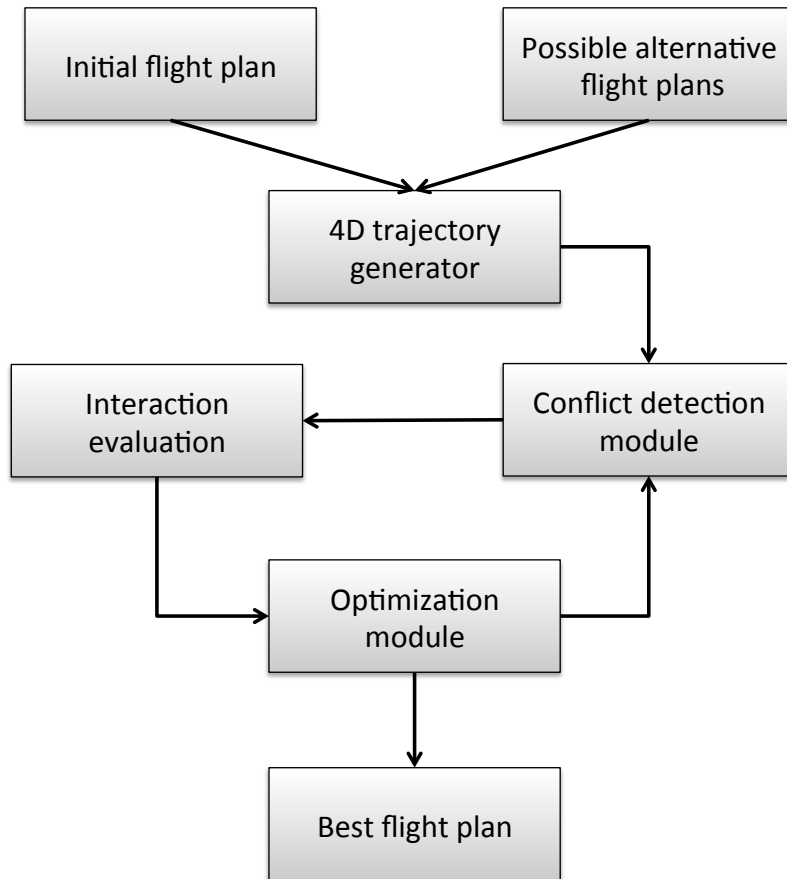 Initial flight plan
Possible alternative
flight plans
4D trajectory
generator
Interaction
evaluation
Conflict detection
module
Optimization
module
Best flight plan